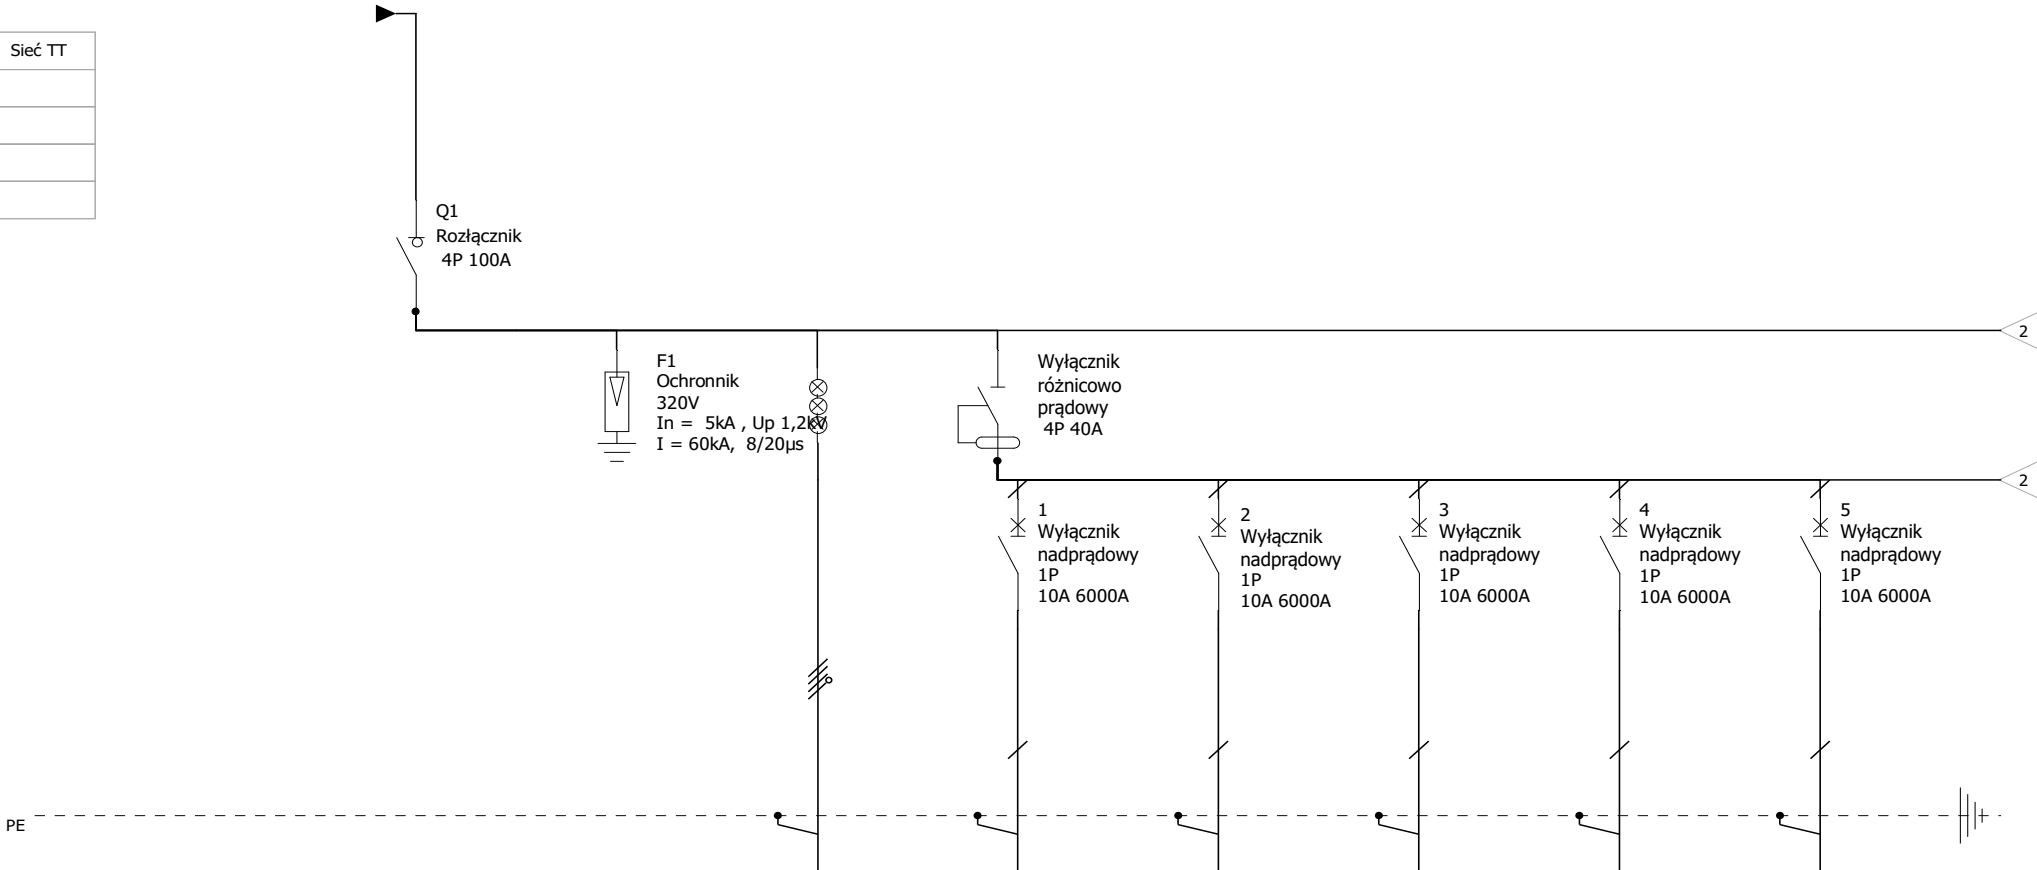 Sieć TT
Q1
Rozłącznik
4P 100A
2
F1
Ochronnik
320V
In = 5kA , Up 1,2kV
I = 60kA, 8/20µs
Wyłącznik
różnicowo
prądowy
4P 40A
2
1
Wyłącznik
nadprądowy
1P
10A 6000A
2
Wyłącznik
nadprądowy
1P
10A 6000A
3
Wyłącznik
nadprądowy
1P
10A 6000A
4
Wyłącznik
nadprądowy
1P
10A 6000A
5
Wyłącznik
nadprądowy
1P
10A 6000A
PE